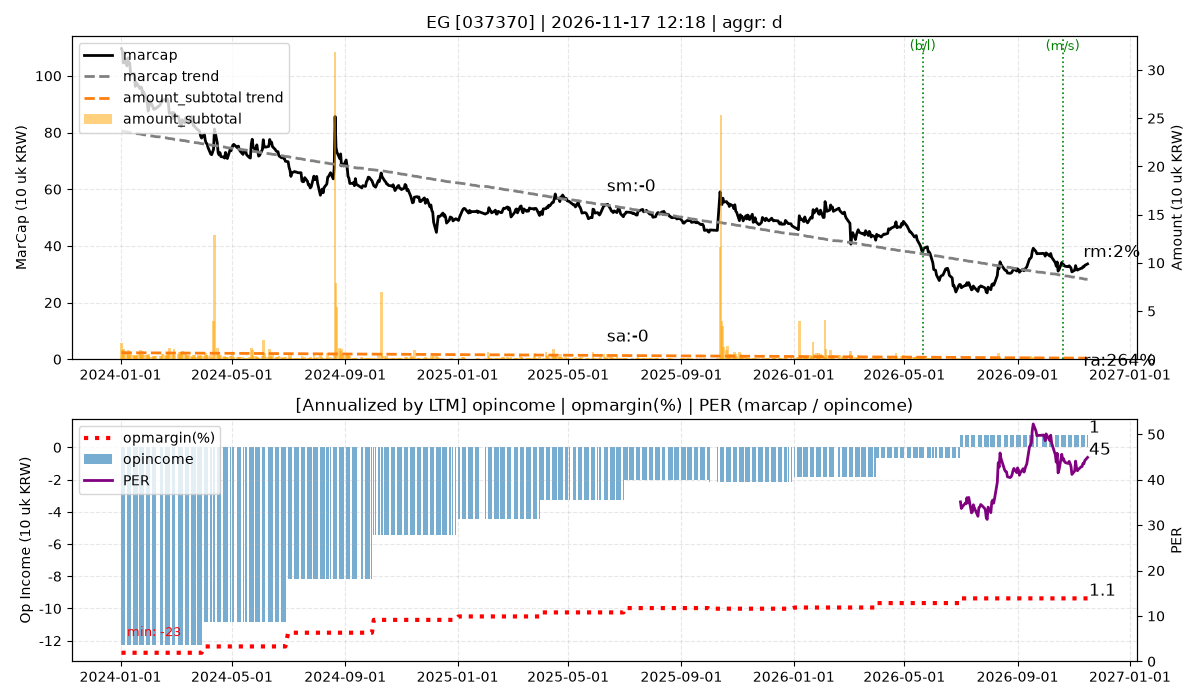 EG [037370] | 2026-11-17 12:18 | aggr: d
(b/l)
(m/s)
marcap
marcap trend
amount_subtotal trend
amount_subtotal
MarCap (10 uk KRW)
Amount (10 uk KRW)
100
80
60
40
20
0
30
25
20
15
10
5
0
sm:-0
sa:-0
rm:2%
ra:264%
2024-01-01 2024-05-01 2024-09-01 2025-01-01 2025-05-01 2025-09-01 2026-01-01 2026-05-01 2026-09-01 2027-01-01
[Annualized by LTM] opincome | opmargin(%) | PER (marcap / opincome)
opmargin(%)
opincome
PER
Op Income (10 uk KRW)
PER
0
-2
-4
-6
-8
-10
-12
50
40
30
20
10
0
1
45
1.1
min: -23
2024-01-01 2024-05-01 2024-09-01 2025-01-01 2025-05-01 2025-09-01 2026-01-01 2026-05-01 2026-09-01 2027-01-01